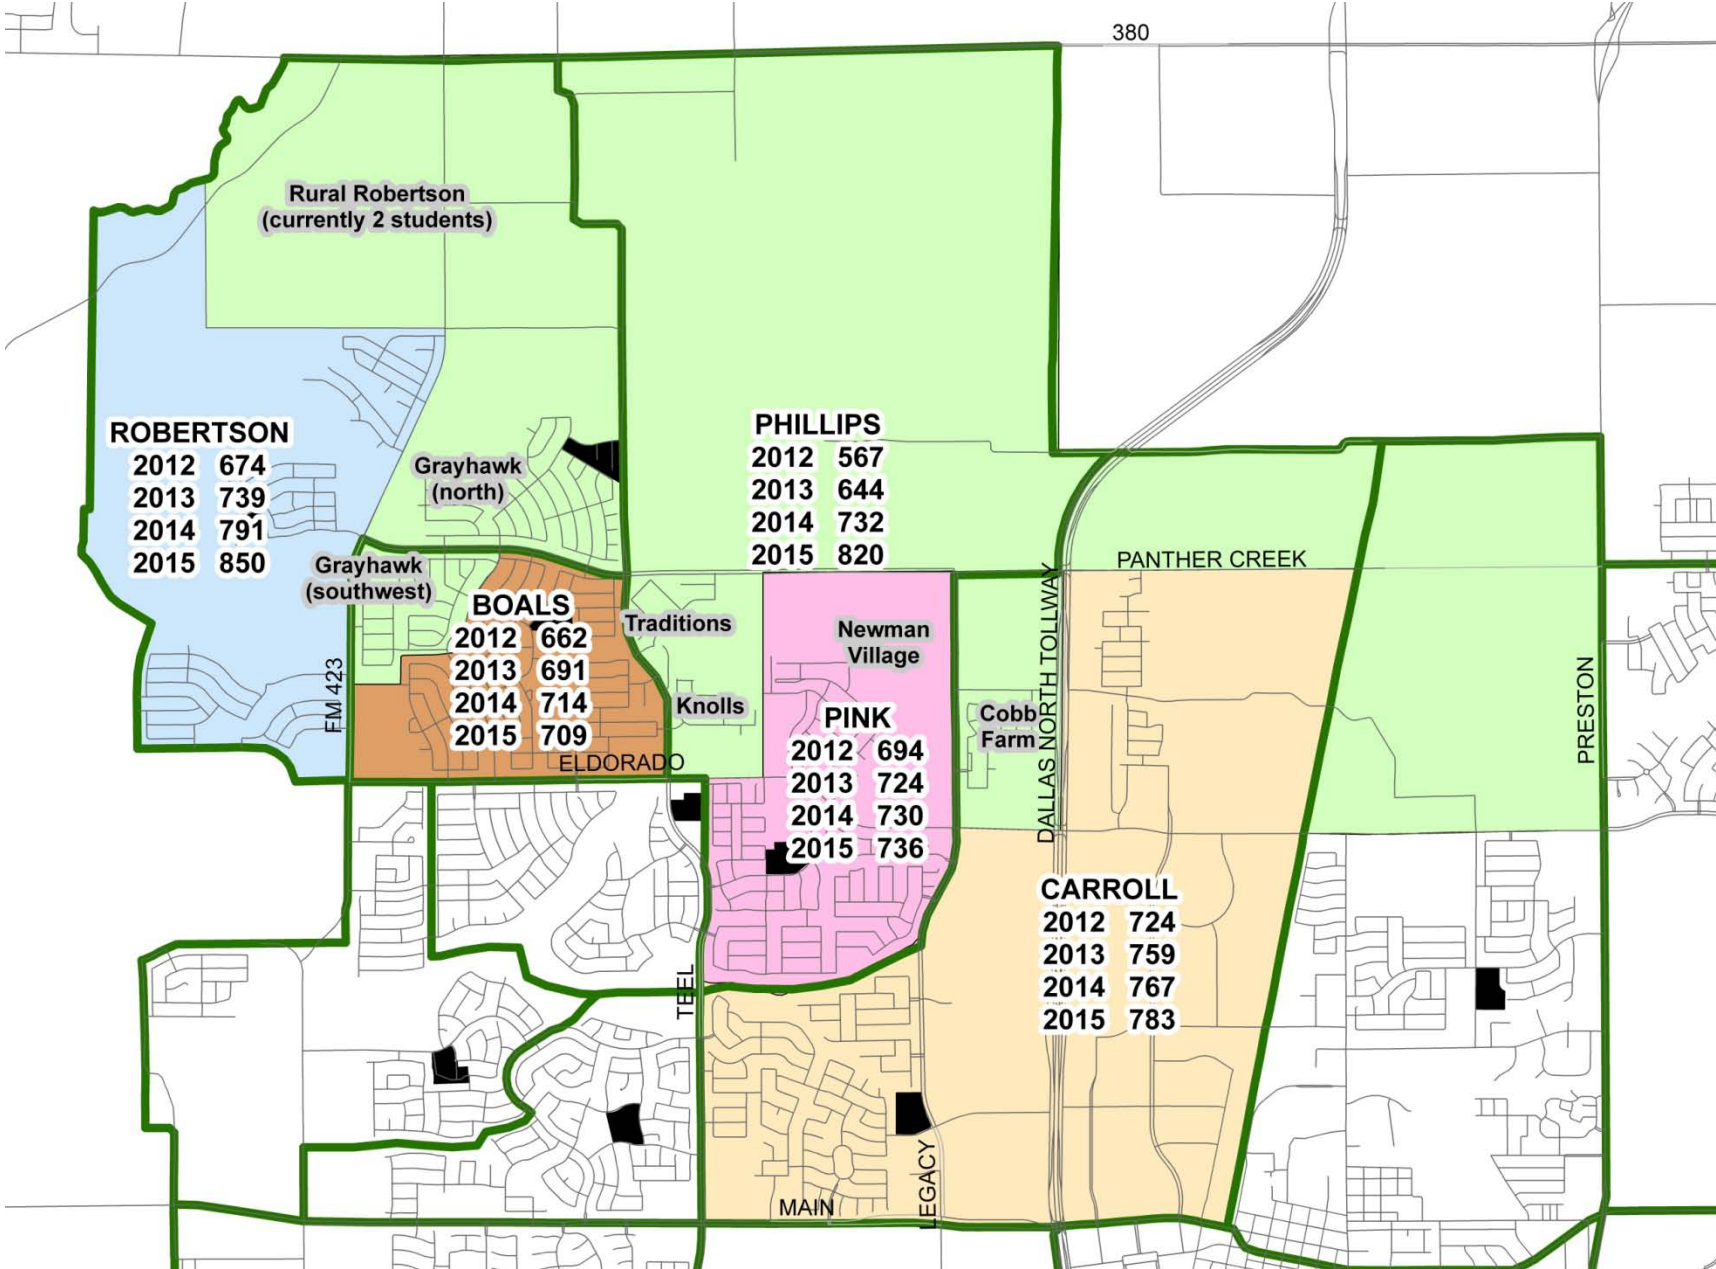 380
Rural Robertson
(currently 2 students)
ROBERTSON
2012 674
2013 739
2014 791
2015 850
Grayhawk
(north)
PHILLIPS
2012 567
2013 644
2014 732
2015 820
Grayhawk
(southwest)
BOALS
2012 662
2013 691
2014 714
2015 709
Traditions
Knolls
Newman
Village
PINK
2012 694
2013 724
2014 730
2015 736
Cobb
Farm
PANTHER CREEK
DALLAS NORTH TOLLWAY
PRESTON
FM 423
ELDORADO
CARROLL
2012 724
2013 759
2014 767
2015 783
TEEL
LEGACY
MAIN